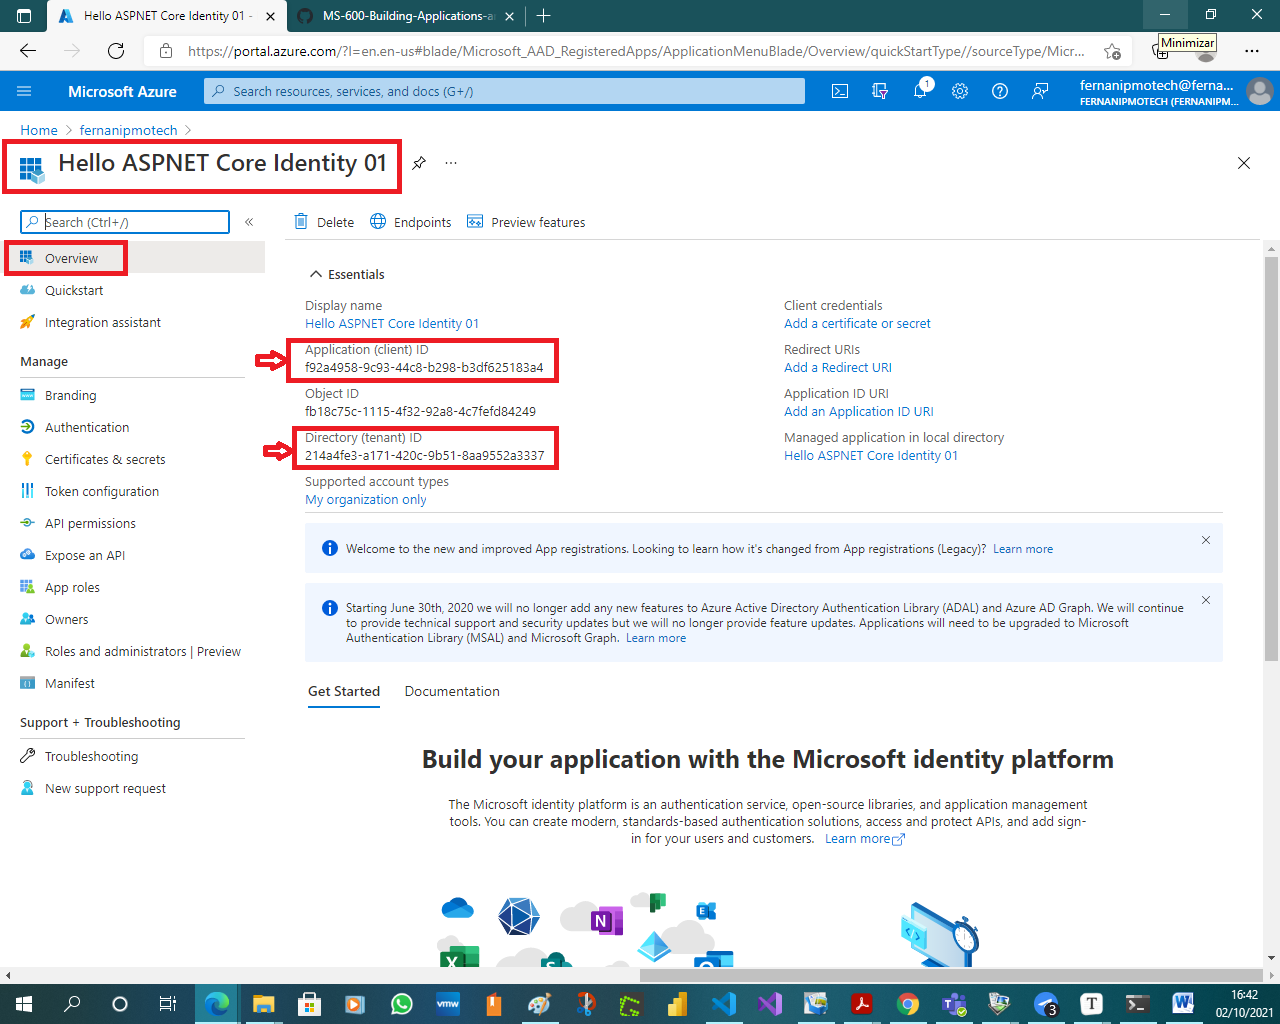 Hello ASPNET Core Identity 01 -
MS-600-Building-Applications-a
https://portal.azure.com/?l=en.en-us#blade/Microsoft_AAD_RegisteredApps/ApplicationMenuBlade/Overview/quickStartType//sourceType/Micr...
Minimizar
Microsoft Azure
Search resources, services, and docs (G+/)
1
fernanipmotech@ferna...
FERNANIPMOTECH (FERNANIPM...
Home > fernanipmotech >
Hello ASPNET Core Identity 01
...
Search (Ctrl+/)
«
Delete
Endpoints
Preview features
Overview
Quickstart
Integration assistant
Manage
Branding
Authentication
Certificates & secrets
Token configuration
API permissions
Expose an API
App roles
Owners
Roles and administrators | Preview
Manifest
Support + Troubleshooting
Troubleshooting
New support request
Essentials
Display name
Hello ASPNET Core Identity 01
Application (client) ID
f92a4958-9c93-44c8-b298-b3df625183a4
Object ID
fb18c75c-1115-4f32-92a8-4c7fefd84249
Directory (tenant) ID
214a4fe3-a171-420c-9b51-8aa9552a3337
Supported account types
My organization only
Client credentials
Add a certificate or secret
Redirect URIs
Add a Redirect URI
Application ID URI
Add an Application ID URI
Managed application in local directory
Hello ASPNET Core Identity 01
Welcome to the new and improved App registrations. Looking to learn how it's changed from App registrations (Legacy)? Learn more
Starting June 30th, 2020 we will no longer add any new features to Azure Active Directory Authentication Library (ADAL) and Azure AD Graph. We will continue
to provide technical support and security updates but we will no longer provide feature updates. Applications will need to be upgraded to Microsoft
Authentication Library (MSAL) and Microsoft Graph. Learn more
Get Started
Documentation
Build your application with the Microsoft identity platform
The Microsoft identity platform is an authentication service, open-source libraries, and application management
tools. You can create modern, standards-based authentication solutions, access and protect APIs, and add sign-
in for your users and customers. Learn more
N
E
X
S
O
vmw
3
T
W
16:42
02/10/2021